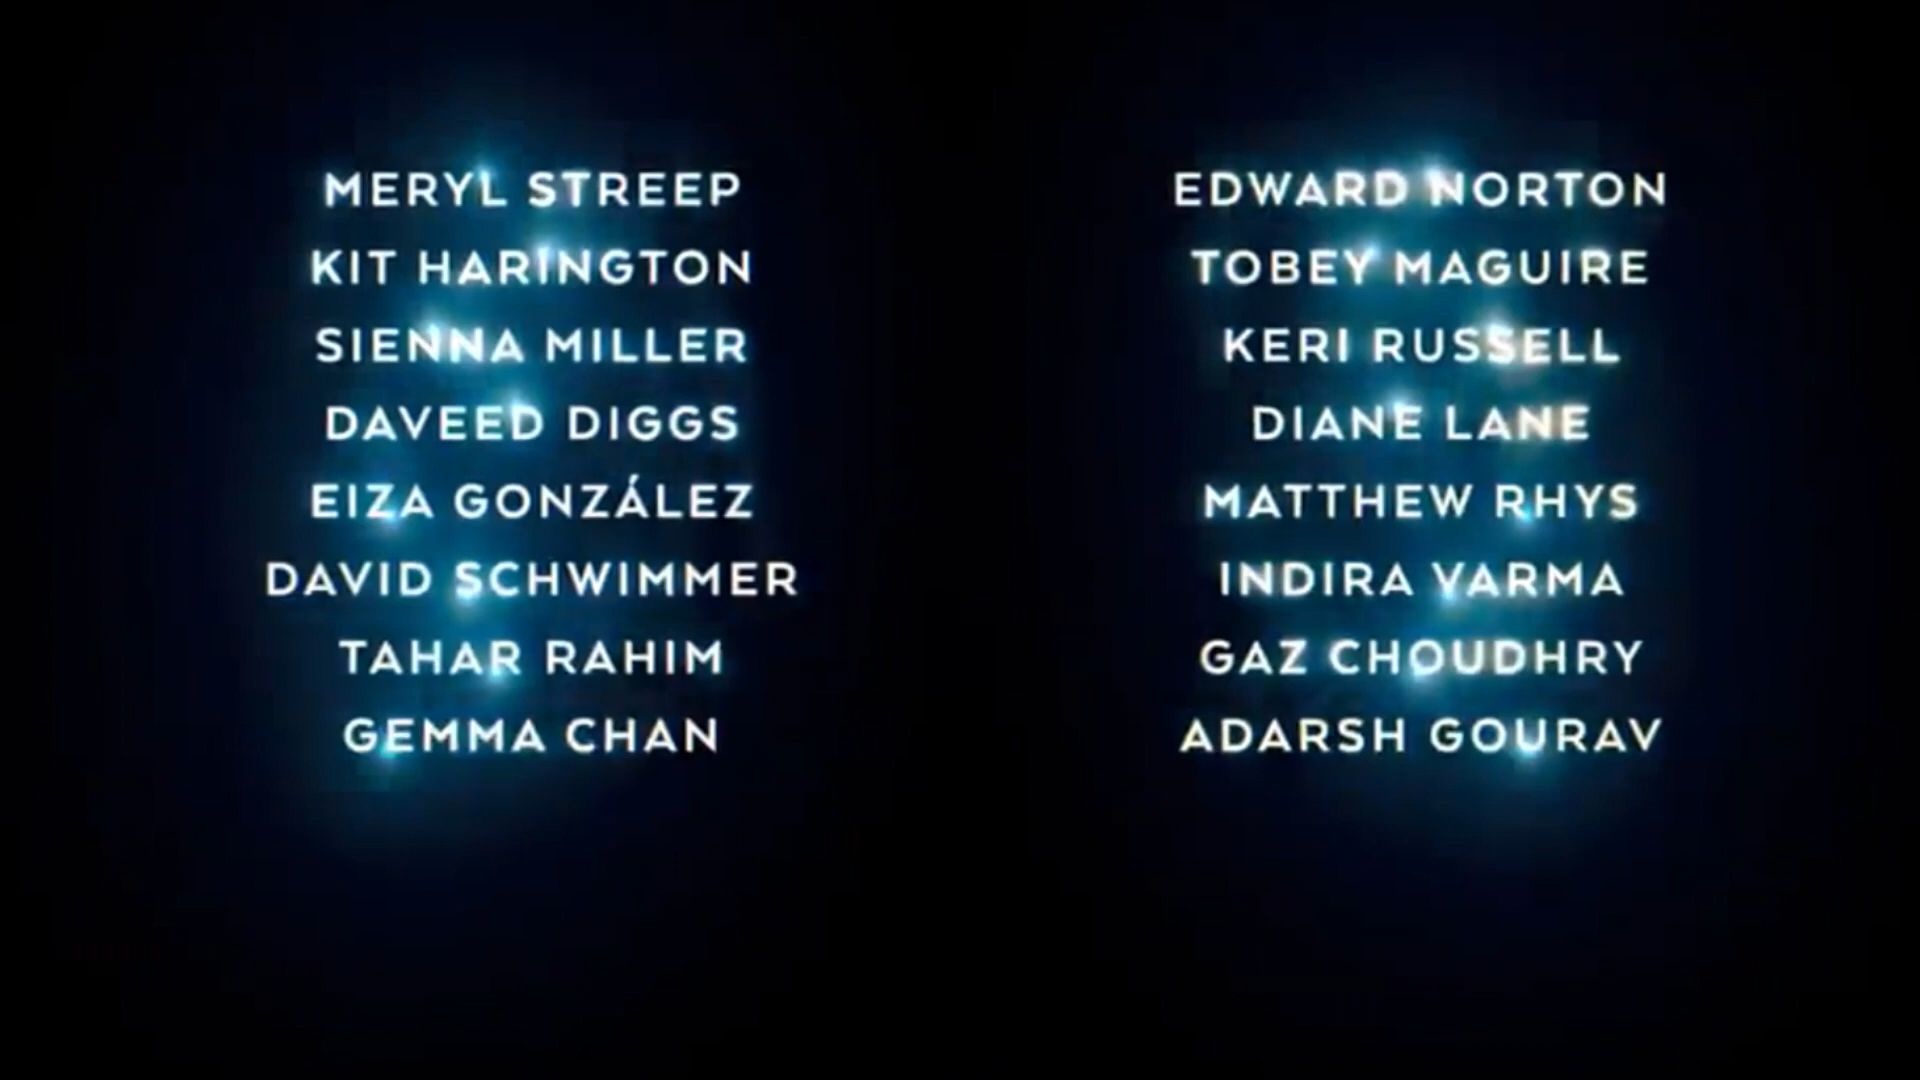 MERYL STREEP
KIT HARINGTON
SIENNA MILLER
DAVEED DIGGS
EIZA GONZÁLEZ
DAVID SCHWIMMER
TAHAR RAHIM
GEMMA CHAN
EDWARD NORTON
TOBEY MAGUIRE
KERI RUSSELL
DIANE LANE
MATTHEW RHYS
INDIRA VARMA
GAZ CHOUDHRY
ADARSH GOURAV